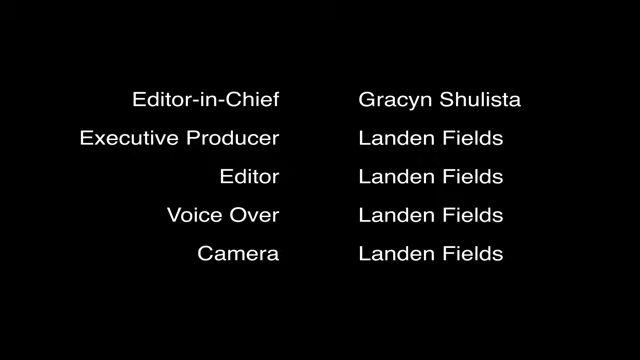 Editor-in-Chief Gracyn Shulista
Executive Producer Landen Fields
Editor Landen Fields
Voice Over Landen Fields
Camera Landen Fields